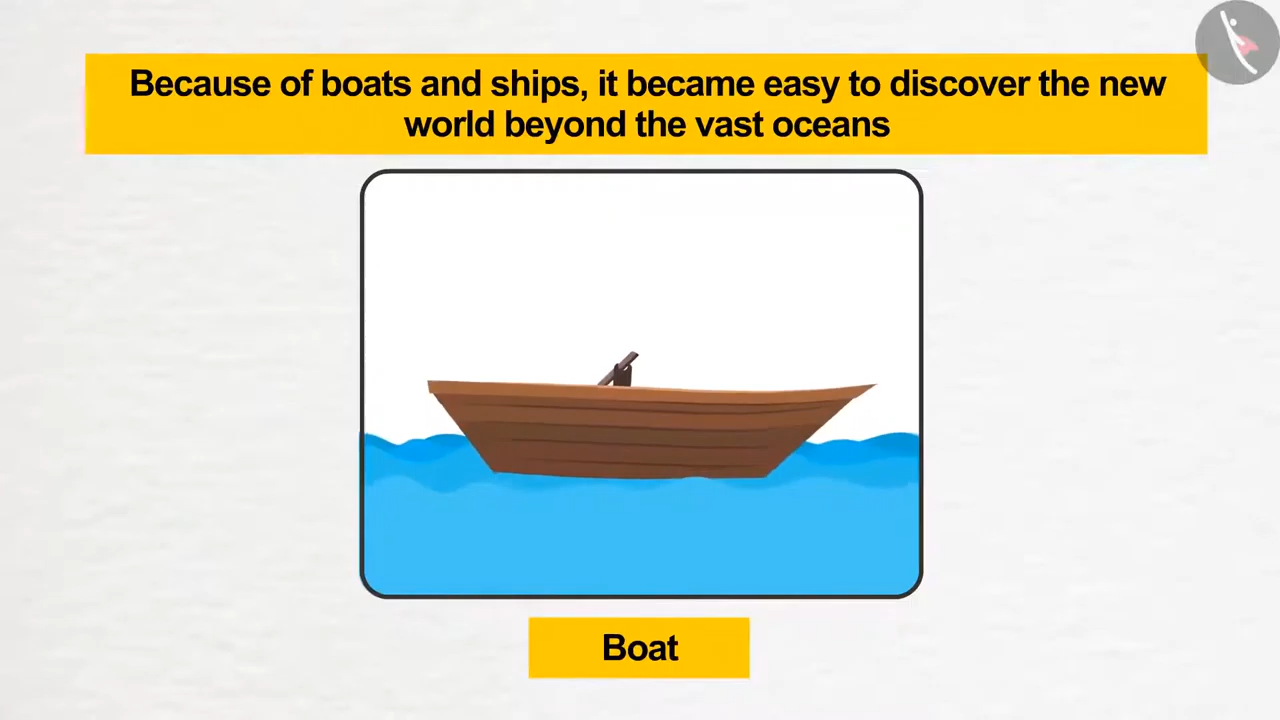 Because of boats and ships, it became easy to discover the new
world beyond the vast oceans
Boat